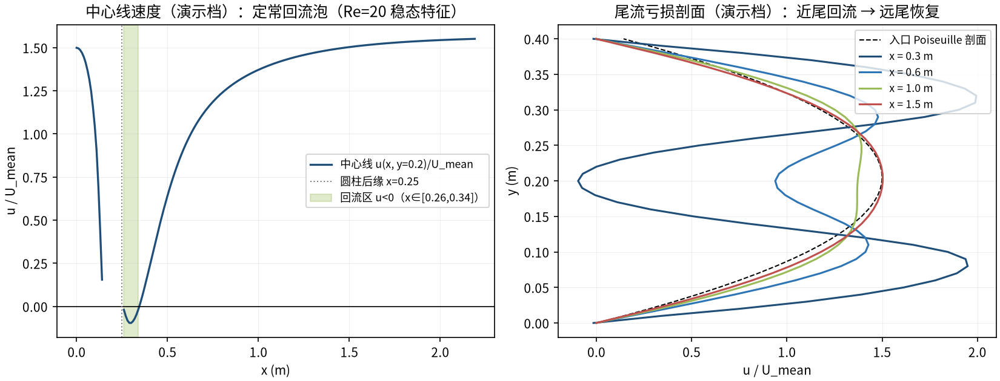 中心线速度（演示档）：定常回流泡（Re=20 稳态特征）
1.50
1.25
1.00
0.75
0.50
0.25
0.00
u / U_mean
中心线 u(x, y=0.2)/U_mean
圆柱后缘 x=0.25
回流区 u<0（x∈[0.26,0.34]）
0.0
0.5
1.0
1.5
2.0
x (m)
尾流亏损剖面（演示档）：近尾回流 → 远尾恢复
0.40
0.35
0.30
0.25
0.20
0.15
0.10
0.05
0.00
y (m)
入口 Poiseuille 剖面
x = 0.3 m
x = 0.6 m
x = 1.0 m
x = 1.5 m
0.0
0.5
1.0
1.5
2.0
u / U_mean